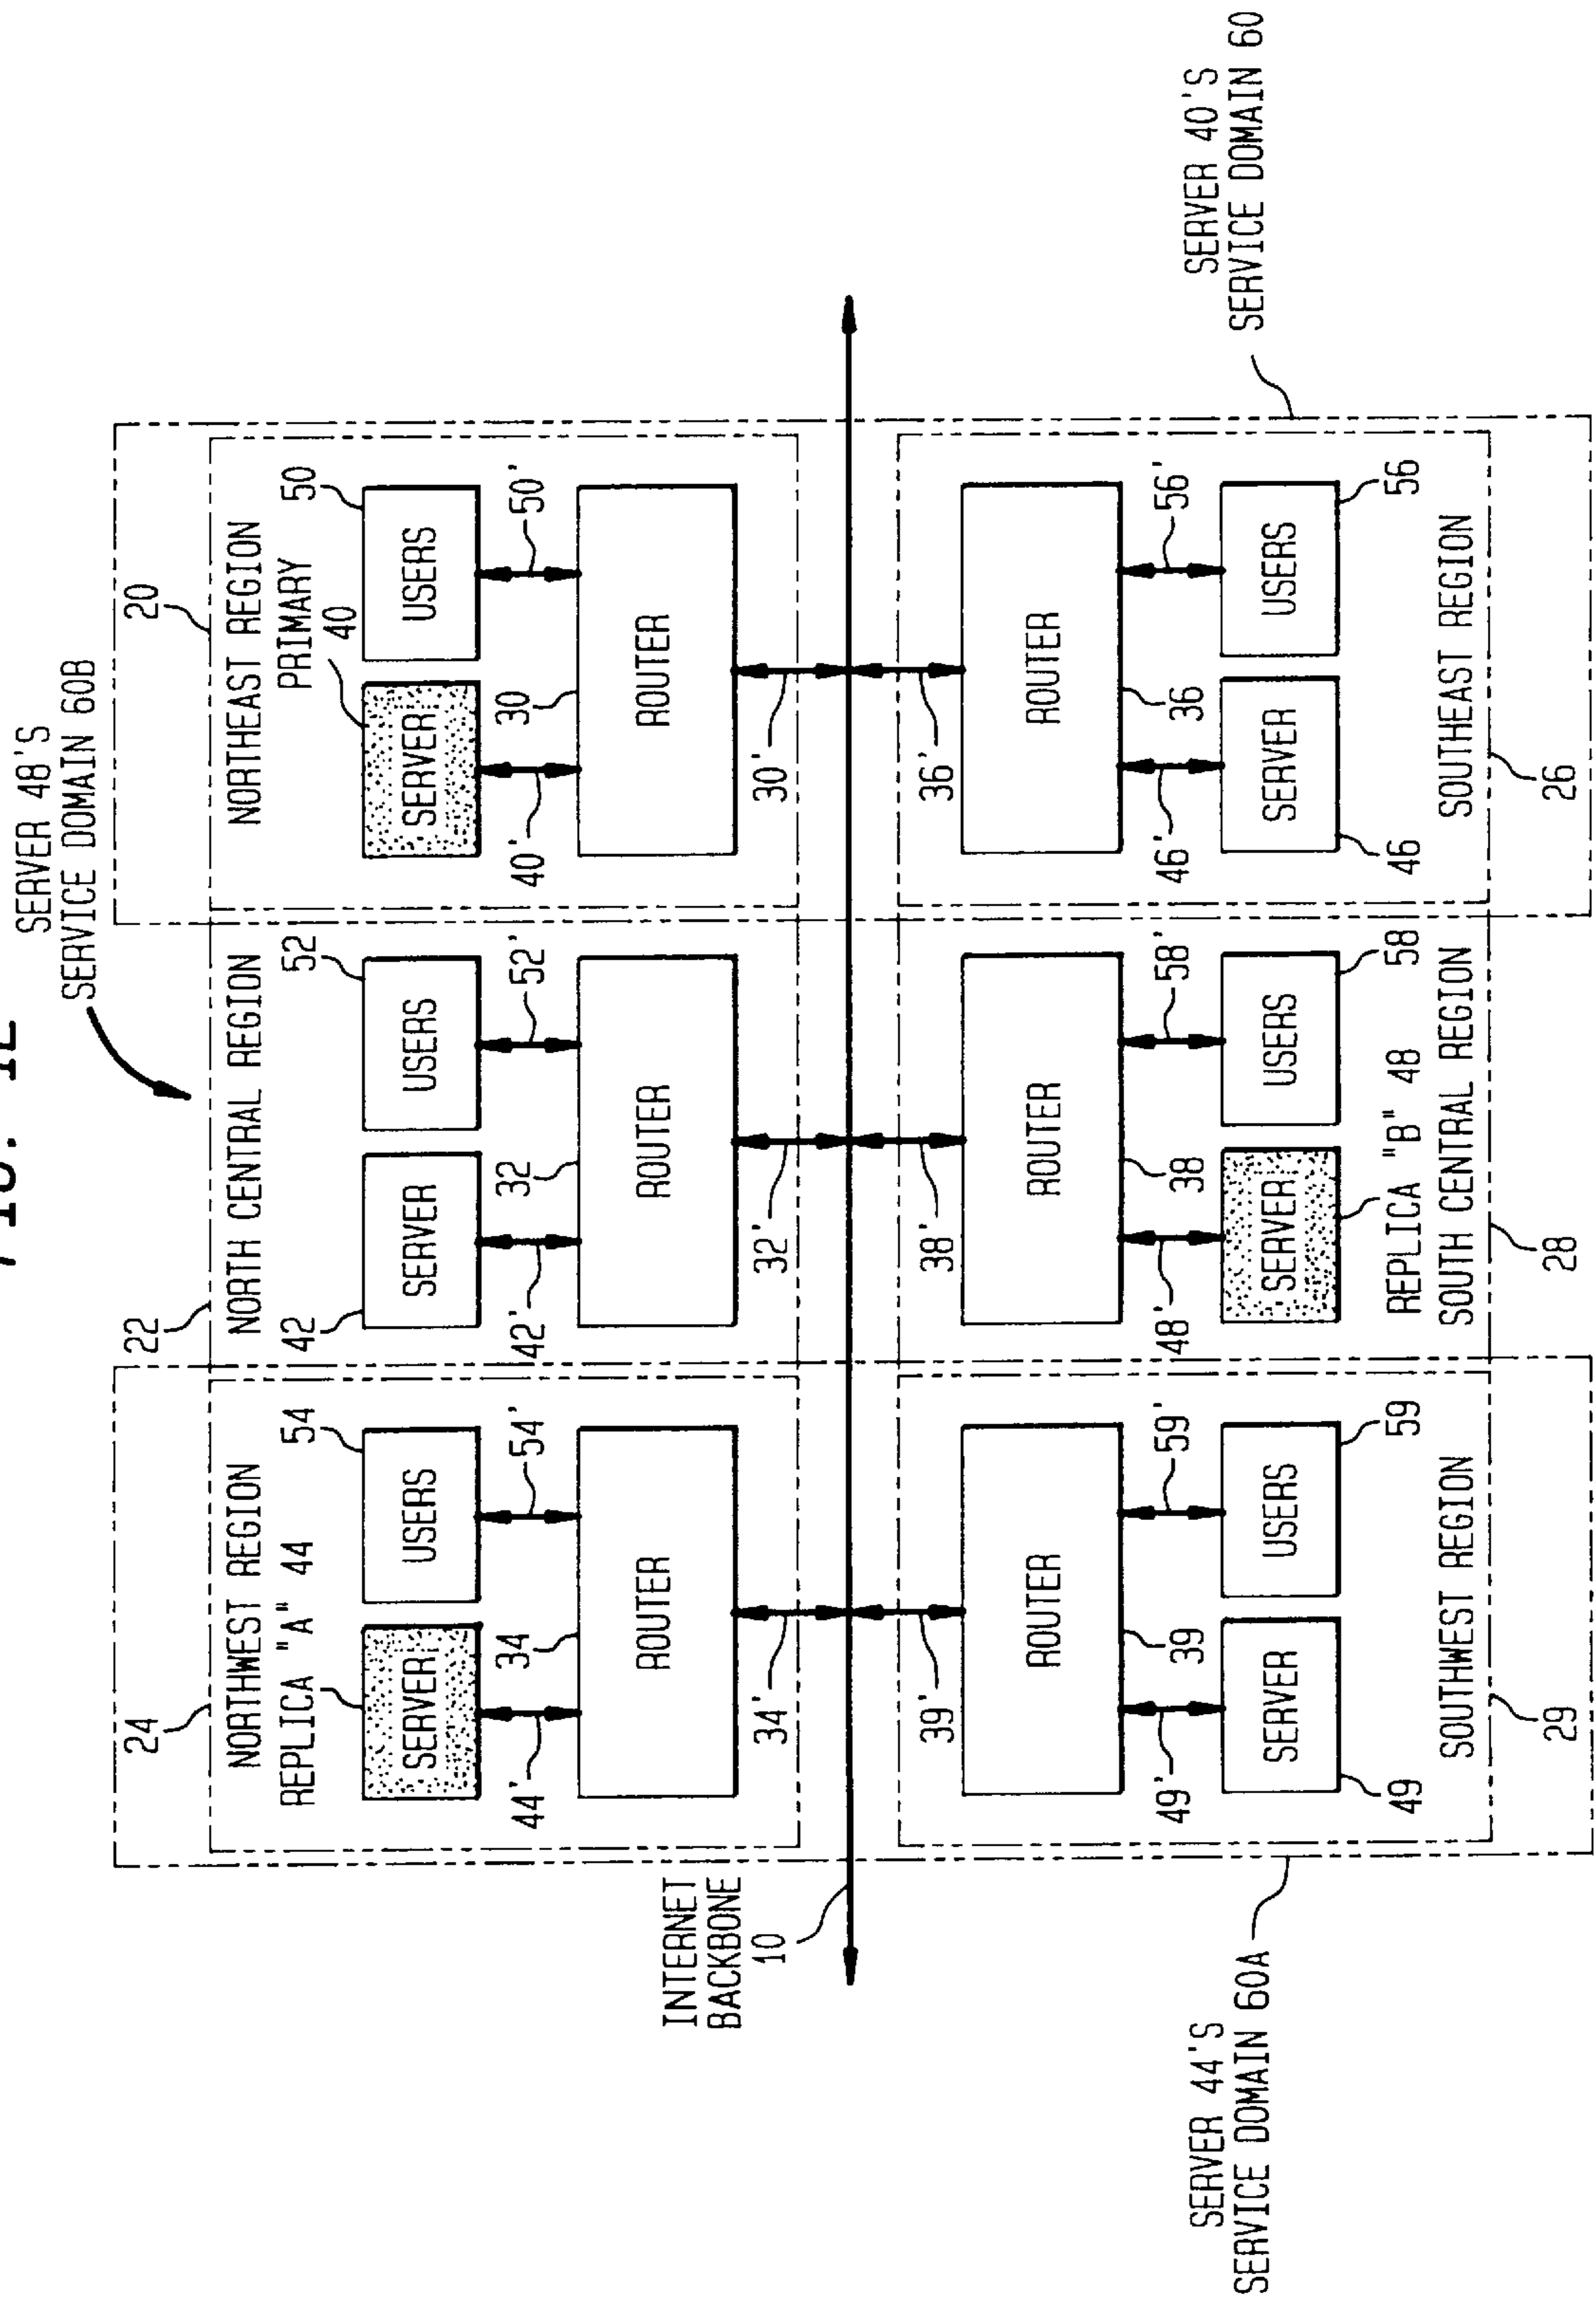 SERVER 48'S
SERVICE DOMAIN 60B
24
22
20
NORTHWEST REGION
REPLICA "A" 44
54
SERVER
USERS
44'
34
54'
ROUTER
34'
NORTH CENTRAL REGION
42
52
SERVER
USERS
42'
32
52'
ROUTER
32'
NORTHEAST REGION
PRIMARY
40
50
SERVER
USERS
40'
30
50'
ROUTER
30'
INTERNET
BACKBONE
10
39'
ROUTER
49'
39
59'
SERVER
USERS
49
59
SOUTHWEST REGION
29
38'
ROUTER
48'
38
58'
SERVER
USERS
58
REPLICA "B" 48
SOUTH CENTRAL REGION
28
36'
ROUTER
46'
36
56'
SERVER
USERS
46
56
SOUTHEAST REGION
26
SERVER 44'S
SERVICE DOMAIN 60A
SERVER 40'S
SERVICE DOMAIN 60